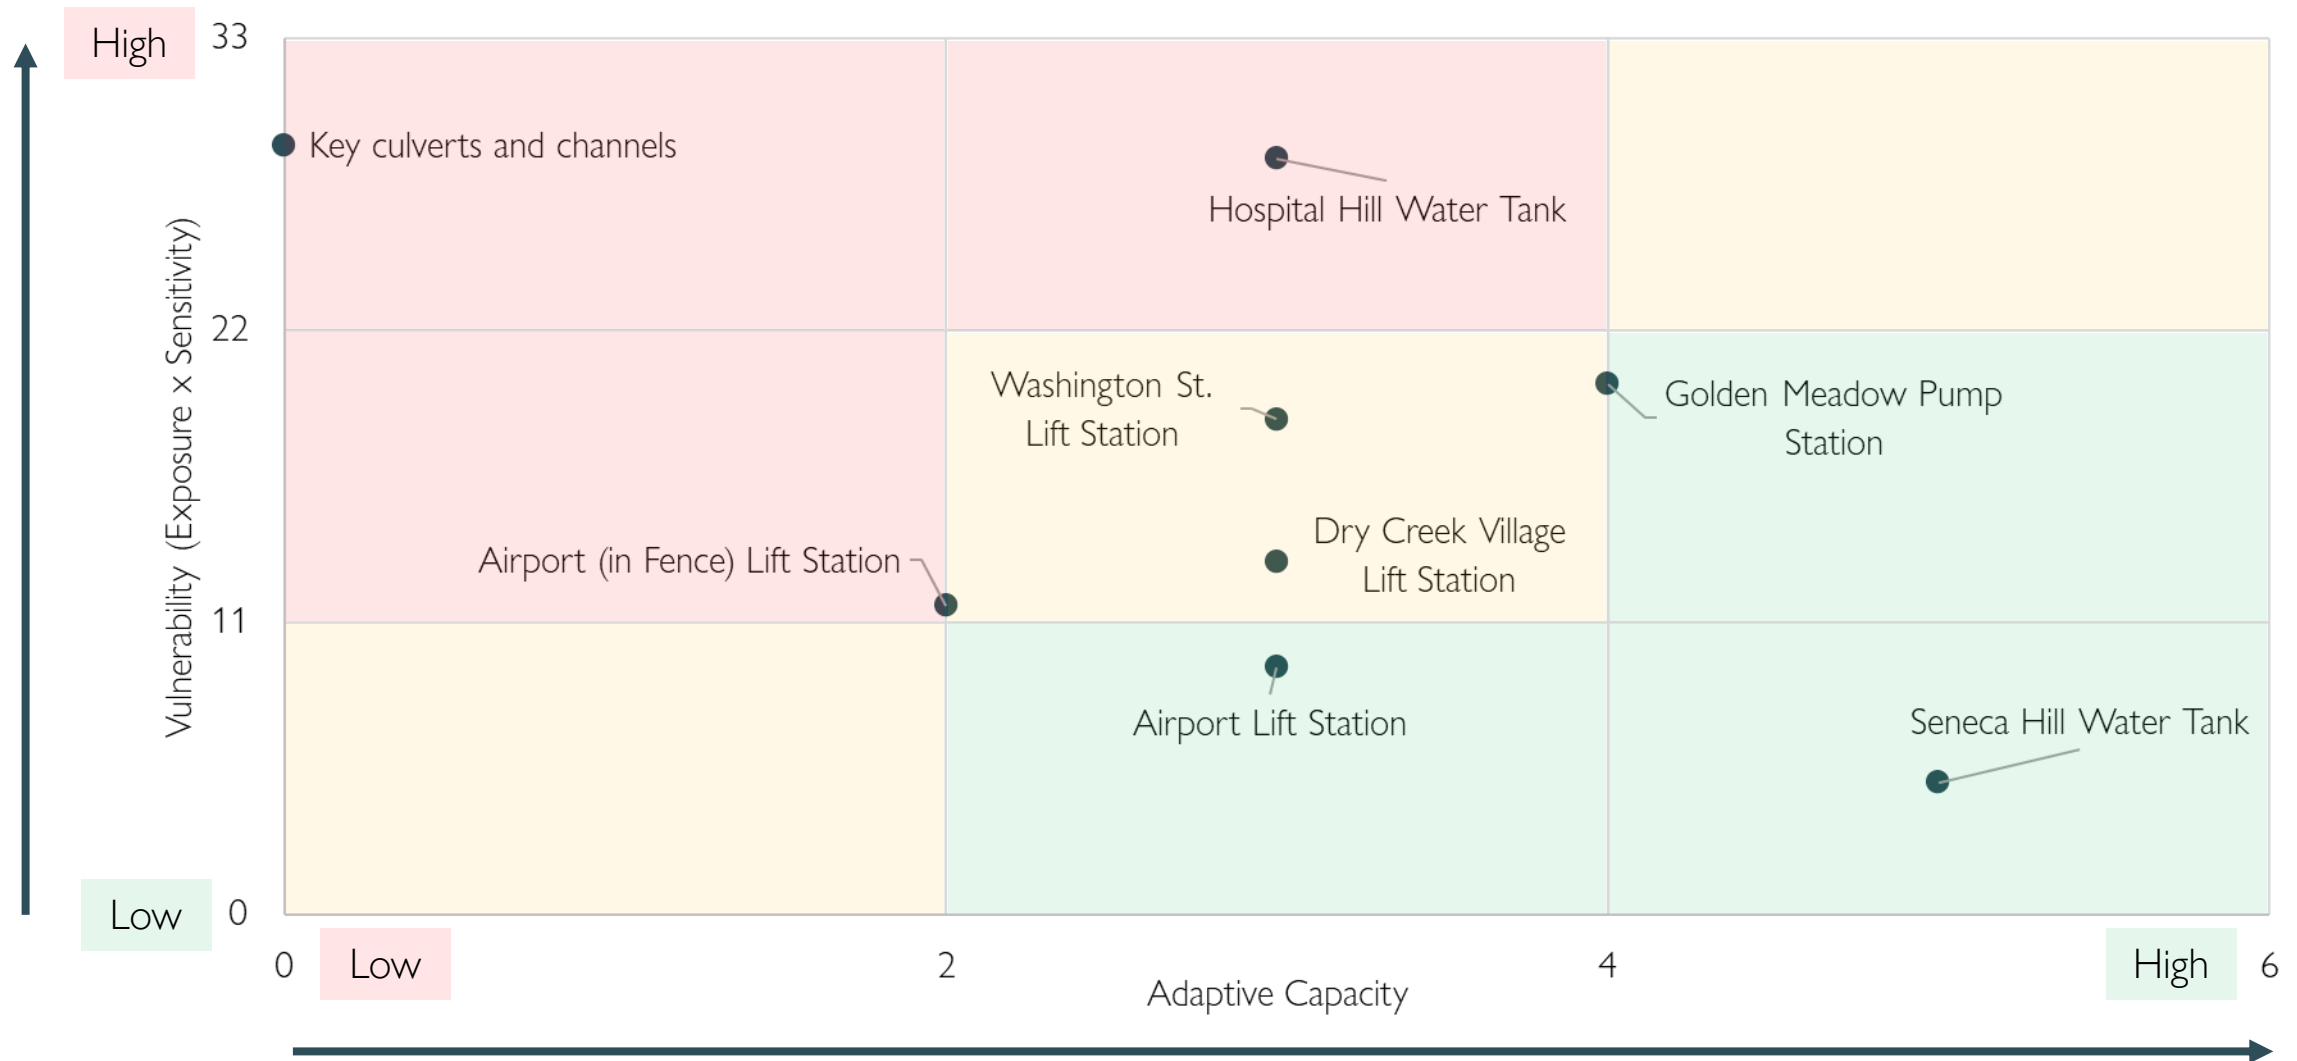 High
33
Key culverts and channels
Hospital Hill Water Tank
Vulnerability (Exposure x Sensitivity)
22
Washington St.
Lift Station
Golden Meadow Pump
Station
Dry Creek Village
Lift Station
Airport (in Fence) Lift Station
11
Airport Lift Station
Seneca Hill Water Tank
Low
0
0
Low
2
Adaptive Capacity
4
High
6